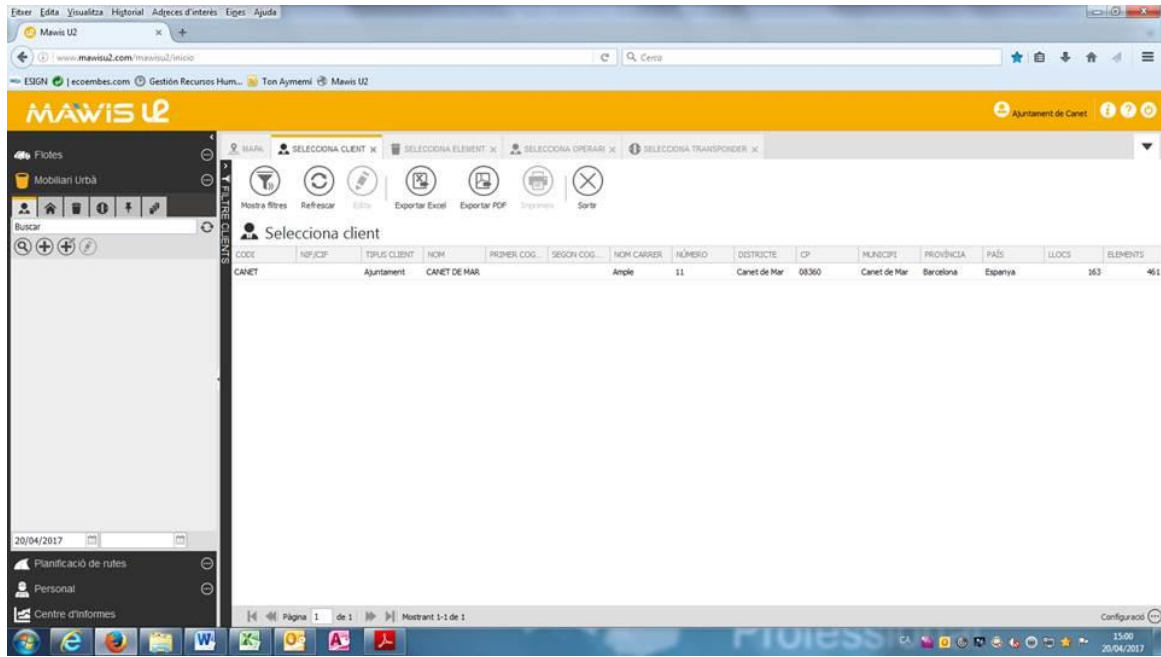 Fitxer Edita Visualitza Historial Adreces d'interès Eines Ajuda
Mawis U2 × +
www.mawisu2.com/mawisu2/inicio Cerca
ESIGN | ecoembes.com Gestión Recursos Hum... Ton Aymemí Mawis U2
MAWIS U2 Ajuntament de Canet
Flotes
MAPA SELECCIONA CLIENT × SELECCIONA ELEMENT × SELECCIONA OPERARI × SELECCIONA TRANSPONDER ×
Mobiliari Urbà
FILTRE CLIENTS
Mostra filtres Refrescar Edita Exportar Excel Exportar PDF Imprimeix Sortir
Buscar
Selecciona client
CODI NIF/CIF TIPUS CLIENT NOM PRIMER COG... SEGON COG... NOM CARRER NÚMERO DISTRICTE CP MUNICIPI PROVÍNCIA PAÍS LLOCS ELEMENTS
CANET Ajuntament CANET DE MAR Ample 11 Canet de Mar 08360 Canet de Mar Barcelona Espanya 163 461
20/04/2017
Planificació de rutes
Personal
Centre d'informes
Pàgina 1 de 1 Mostrant 1-1 de 1 Configuració
Professional
CA 15:00
20/04/2017